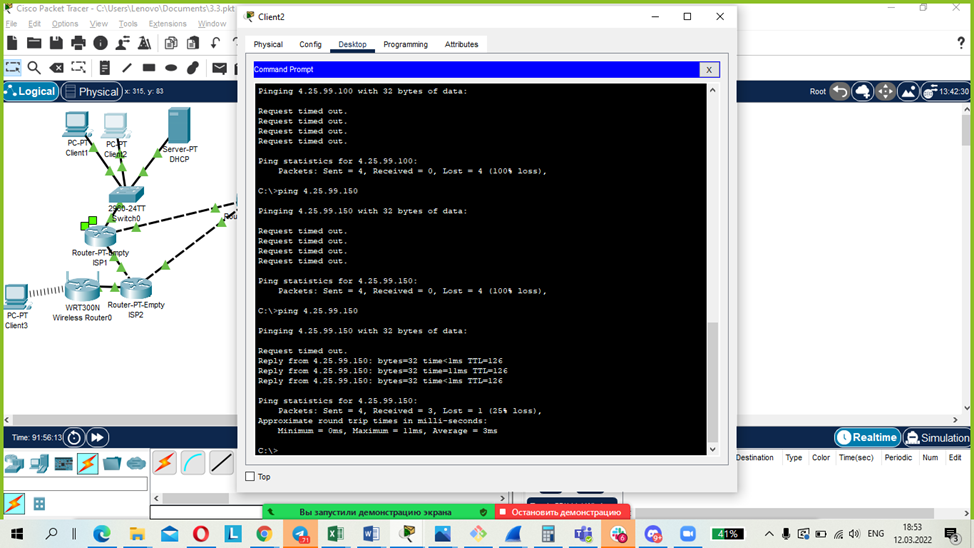 Cisco Packet Tracer - C:\Users\Lenovo\Documents\3.3.pkt
File Edit Options View Tools Extensions Window
?
Logical Physical x: 315, y: 83
Root 13:42:30
PC-PT
Client1
PC-PT
Client2
Server-PT
DHCP
Switch0
Router-PT-Empty
ISP1
PC-PT
Client3
WRT300N
Wireless Router0
Router-PT-Empty
ISP2
Client2
Physical Config Desktop Programming Attributes
Command Prompt X
Pinging 4.25.99.100 with 32 bytes of data:
Request timed out.
Request timed out.
Request timed out.
Request timed out.
Ping statistics for 4.25.99.100:
Packets: Sent = 4, Received = 0, Lost = 4 (100% loss),
C:\>ping 4.25.99.150
Pinging 4.25.99.150 with 32 bytes of data:
Request timed out.
Request timed out.
Request timed out.
Request timed out.
Ping statistics for 4.25.99.150:
Packets: Sent = 4, Received = 0, Lost = 4 (100% loss),
C:\>ping 4.25.99.150
Pinging 4.25.99.150 with 32 bytes of data:
Request timed out.
Reply from 4.25.99.150: bytes=32 time<1ms TTL=126
Reply from 4.25.99.150: bytes=32 time=11ms TTL=126
Reply from 4.25.99.150: bytes=32 time<1ms TTL=126
Ping statistics for 4.25.99.150:
Packets: Sent = 4, Received = 3, Lost = 1 (25% loss),
Approximate round trip times in milli-seconds:
Minimum = 0ms, Maximum = 11ms, Average = 3ms
C:\>
Top
Time: 91:56:13
Realtime Simulation
Destination Type Color Time(sec) Periodic Num Edit
Вы запустили демонстрацию экрана Остановить демонстрацию
41% ENG
18:53
12.03.2022